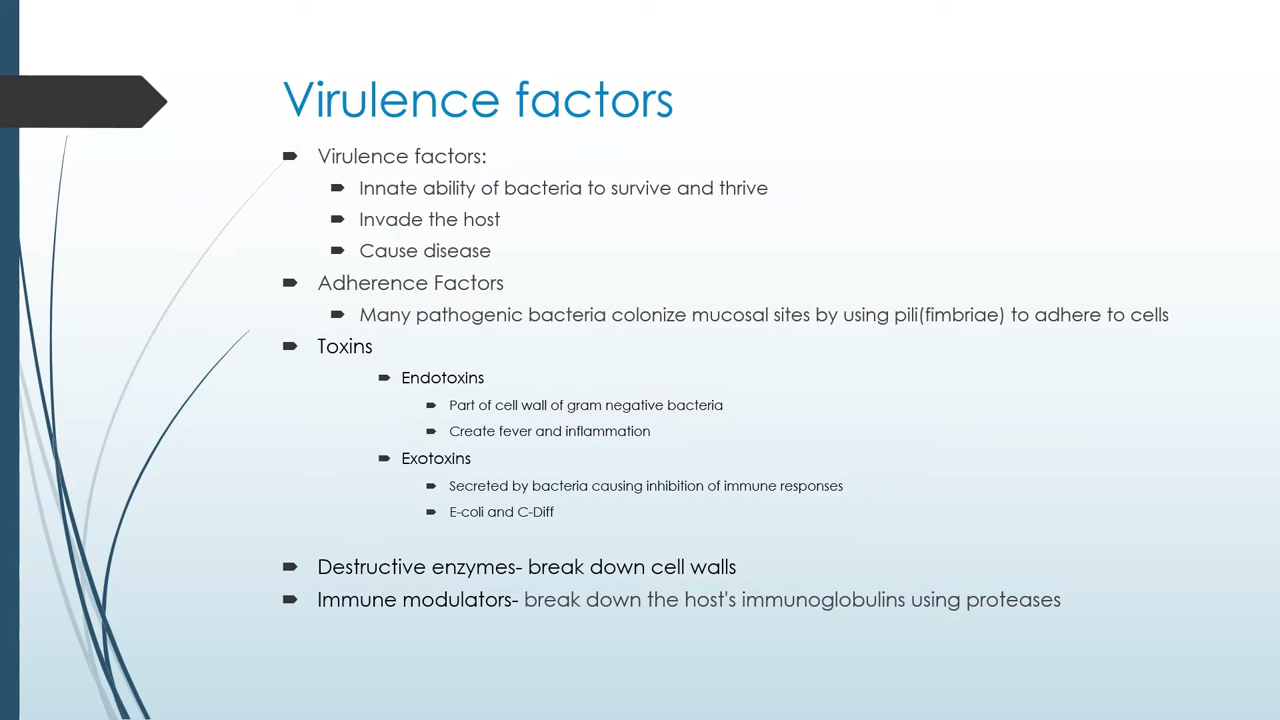 Virulence factors
Virulence factors:
Innate ability of bacteria to survive and thrive
Invade the host
Cause disease
Adherence Factors
Many pathogenic bacteria colonize mucosal sites by using pili(fimbriae) to adhere to cells
Toxins
Endotoxins
Part of cell wall of gram negative bacteria
Create fever and inflammation
Exotoxins
Secreted by bacteria causing inhibition of immune responses
E-coli and C-Diff
Destructive enzymes- break down cell walls
Immune modulators- break down the host's immunoglobulins using proteases